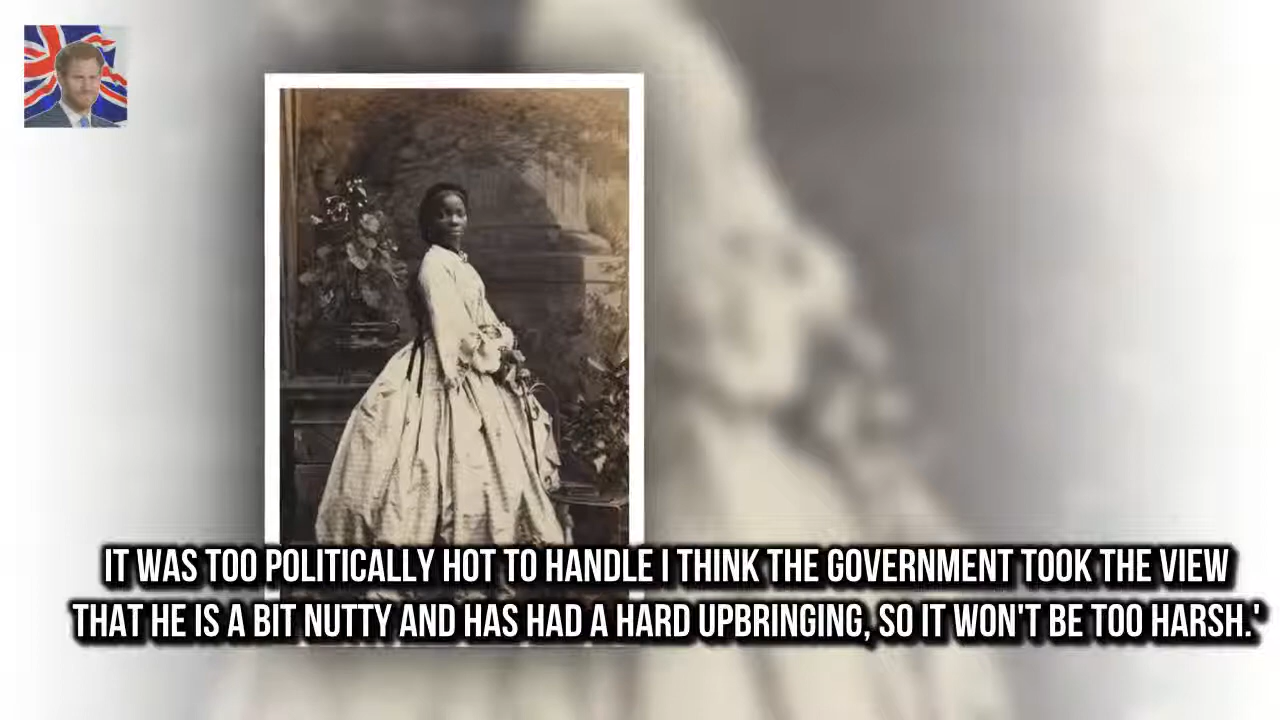 IT WAS TOO POLITICALLY HOT TO HANDLE I THINK THE GOVERNMENT TOOK THE VIEW
THAT HE IS A BIT NUTTY AND HAS HAD A HARD UPBRINGING, SO IT WON'T BE TOO HARSH.'